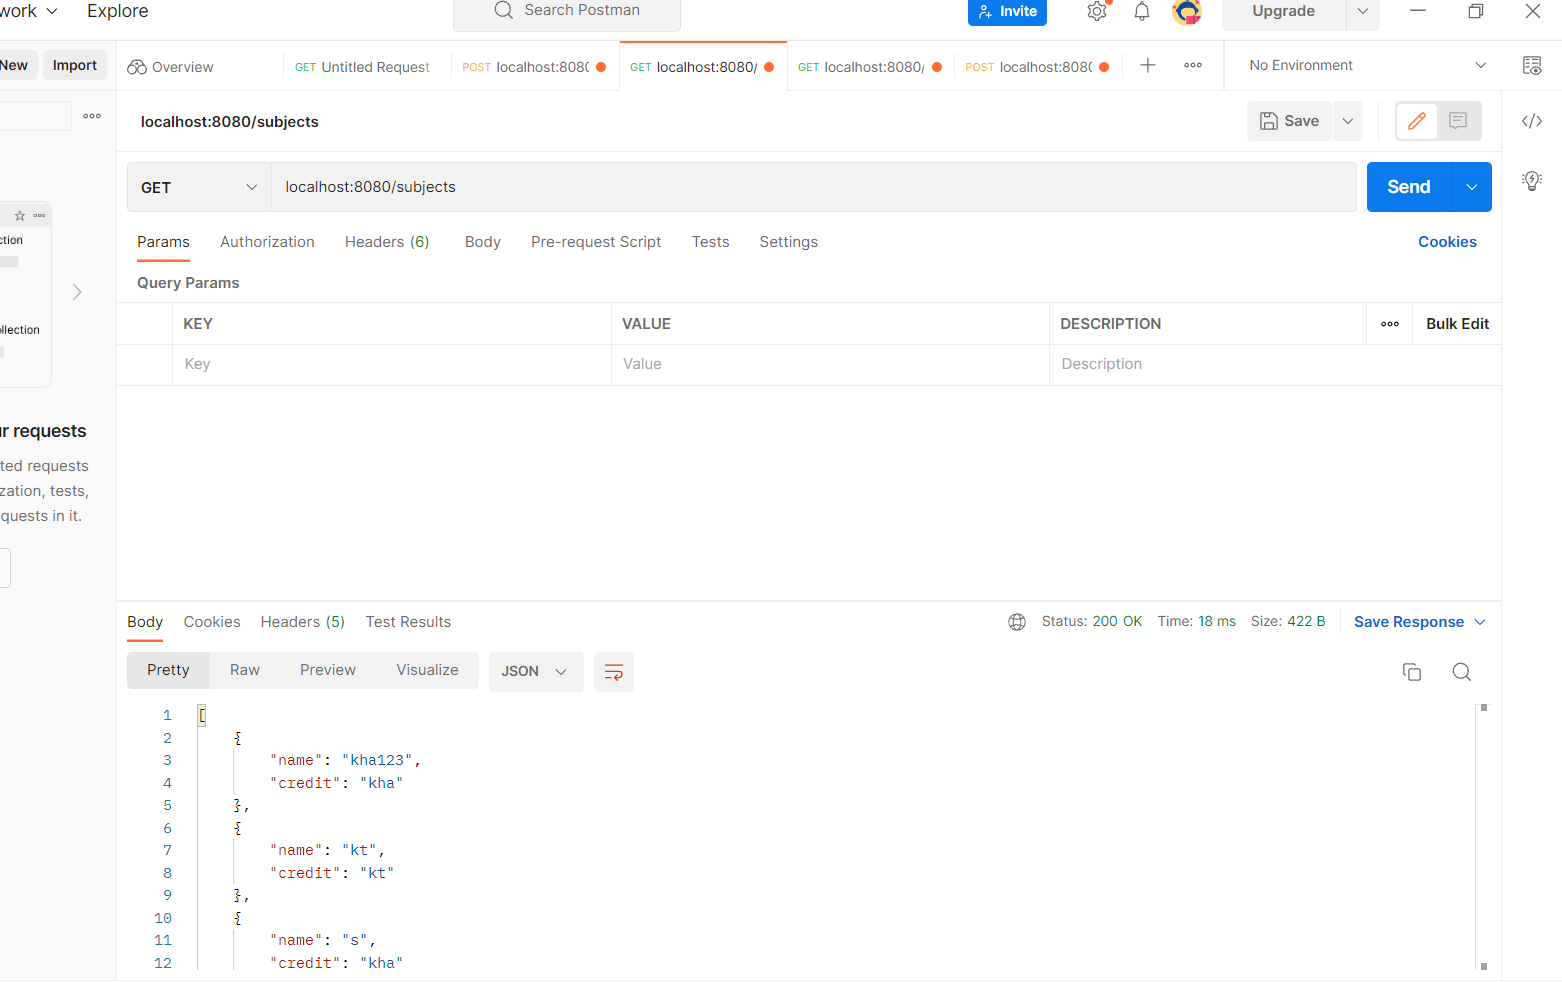 work Explore Search Postman Invite Upgrade
New Import Overview GET Untitled Request POST localhost:808( GET localhost:8080/ GET localhost:8080/ POST localhost:808( No Environment
localhost:8080/subjects Save
GET localhost:8080/subjects Send
Params Authorization Headers (6) Body Pre-request Script Tests Settings Cookies
Query Params
KEY VALUE DESCRIPTION Bulk Edit
Key Value Description
ction
ollection
ur requests
ted requests
zation, tests,
quests in it.
Body Cookies Headers (5) Test Results Status: 200 OK Time: 18 ms Size: 422 B Save Response
Pretty Raw Preview Visualize JSON
1 [
2 {
3 "name": "kha123",
4 "credit": "kha"
5 },
6 {
7 "name": "kt",
8 "credit": "kt"
9 },
10 {
11 "name": "s",
12 "credit": "kha"